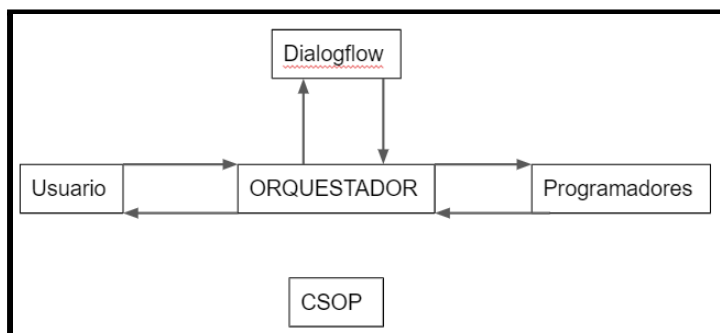 Dialogflow
Usuario
ORQUESTADOR
Programadores
CSOP